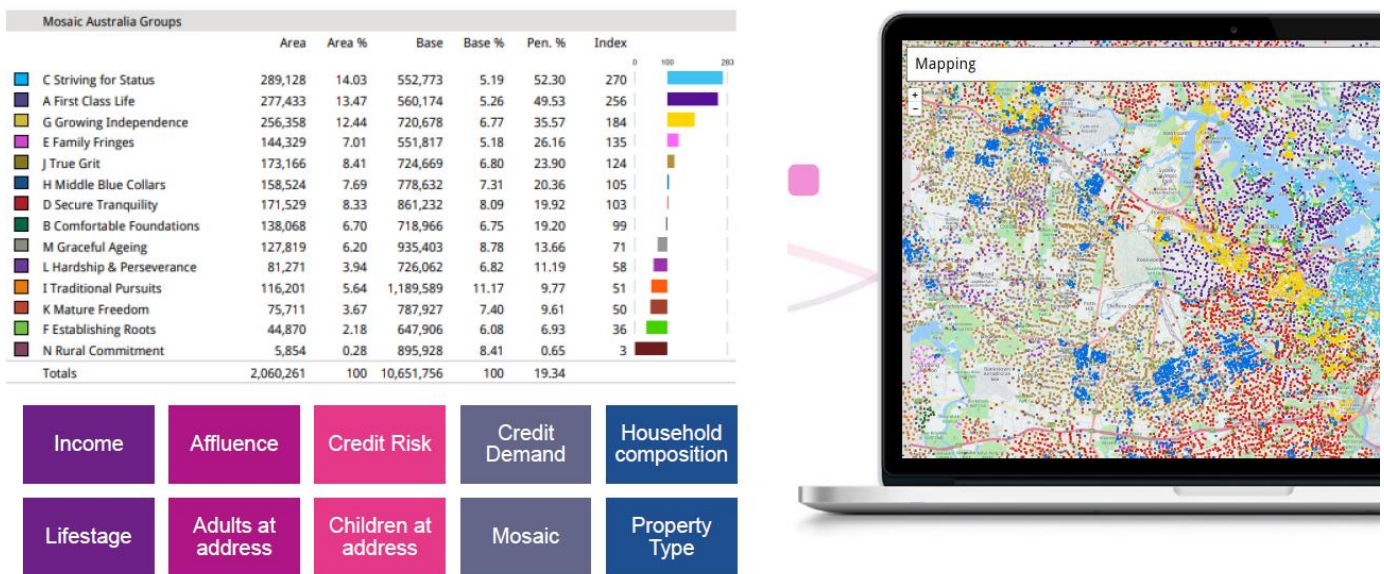 Mosaic Australia Groups
Area Area % Base Base % Pen. % Index
0 100 280
C Striving for Status 289,128 14.03 552,773 5.19 52.30 270
A First Class Life 277,433 13.47 560,174 5.26 49.53 256
G Growing Independence 256,358 12.44 720,678 6.77 35.57 184
E Family Fringes 144,329 7.01 551,817 5.18 26.16 135
J True Grit 173,166 8.41 724,669 6.80 23.90 124
H Middle Blue Collars 158,524 7.69 778,632 7.31 20.36 105
D Secure Tranquility 171,529 8.33 861,232 8.09 19.92 103
B Comfortable Foundations 138,068 6.70 718,966 6.75 19.20 99
M Graceful Ageing 127,819 6.20 935,403 8.78 13.66 71
L Hardship & Perseverance 81,271 3.94 726,062 6.82 11.19 58
I Traditional Pursuits 116,201 5.64 1,189,589 11.17 9.77 51
K Mature Freedom 75,711 3.67 787,927 7.40 9.61 50
F Establishing Roots 44,870 2.18 647,906 6.08 6.93 36
N Rural Commitment 5,854 0.28 895,928 8.41 0.65 3
Totals 2,060,261 100 10,651,756 100 19.34
Income
Affluence
Credit Risk
Credit
Demand
Household
composition
Lifestage
Adults at
address
Children at
address
Mosaic
Property
Type
Mapping
+
-